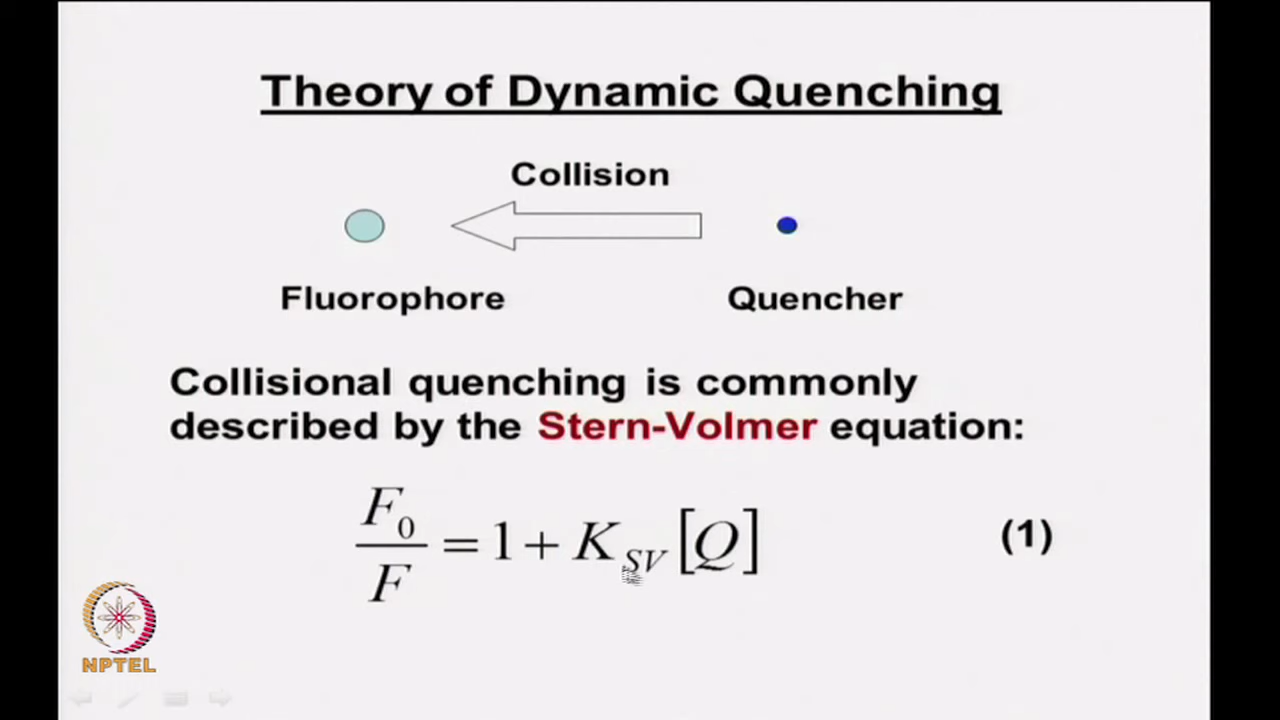 Theory of Dynamic Quenching
Collision
Fluorophore Quencher
Collisional quenching is commonly
described by the Stern-Volmer equation:
F₀/F = 1 + K_SV [Q] (1)
NPTEL